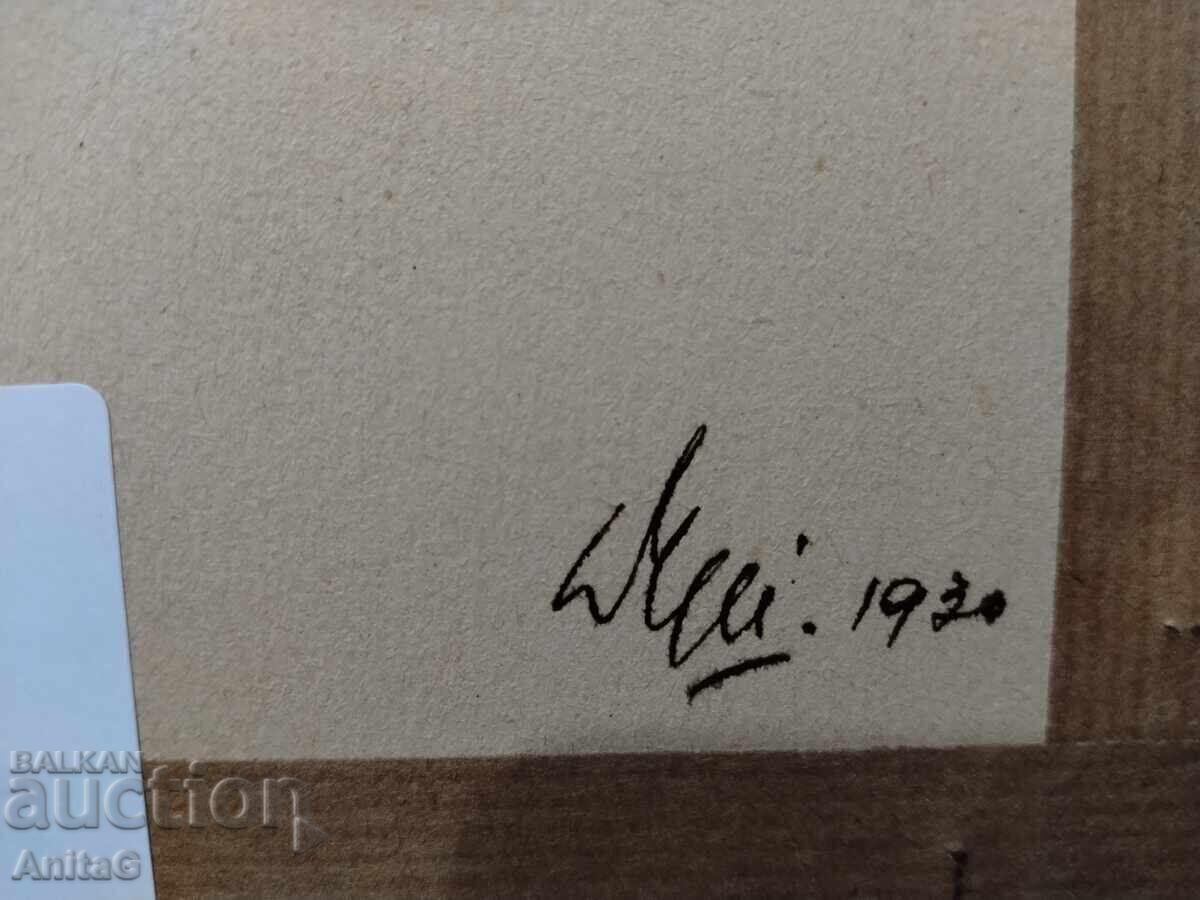 1930
BALKAN
auction
AnitaG